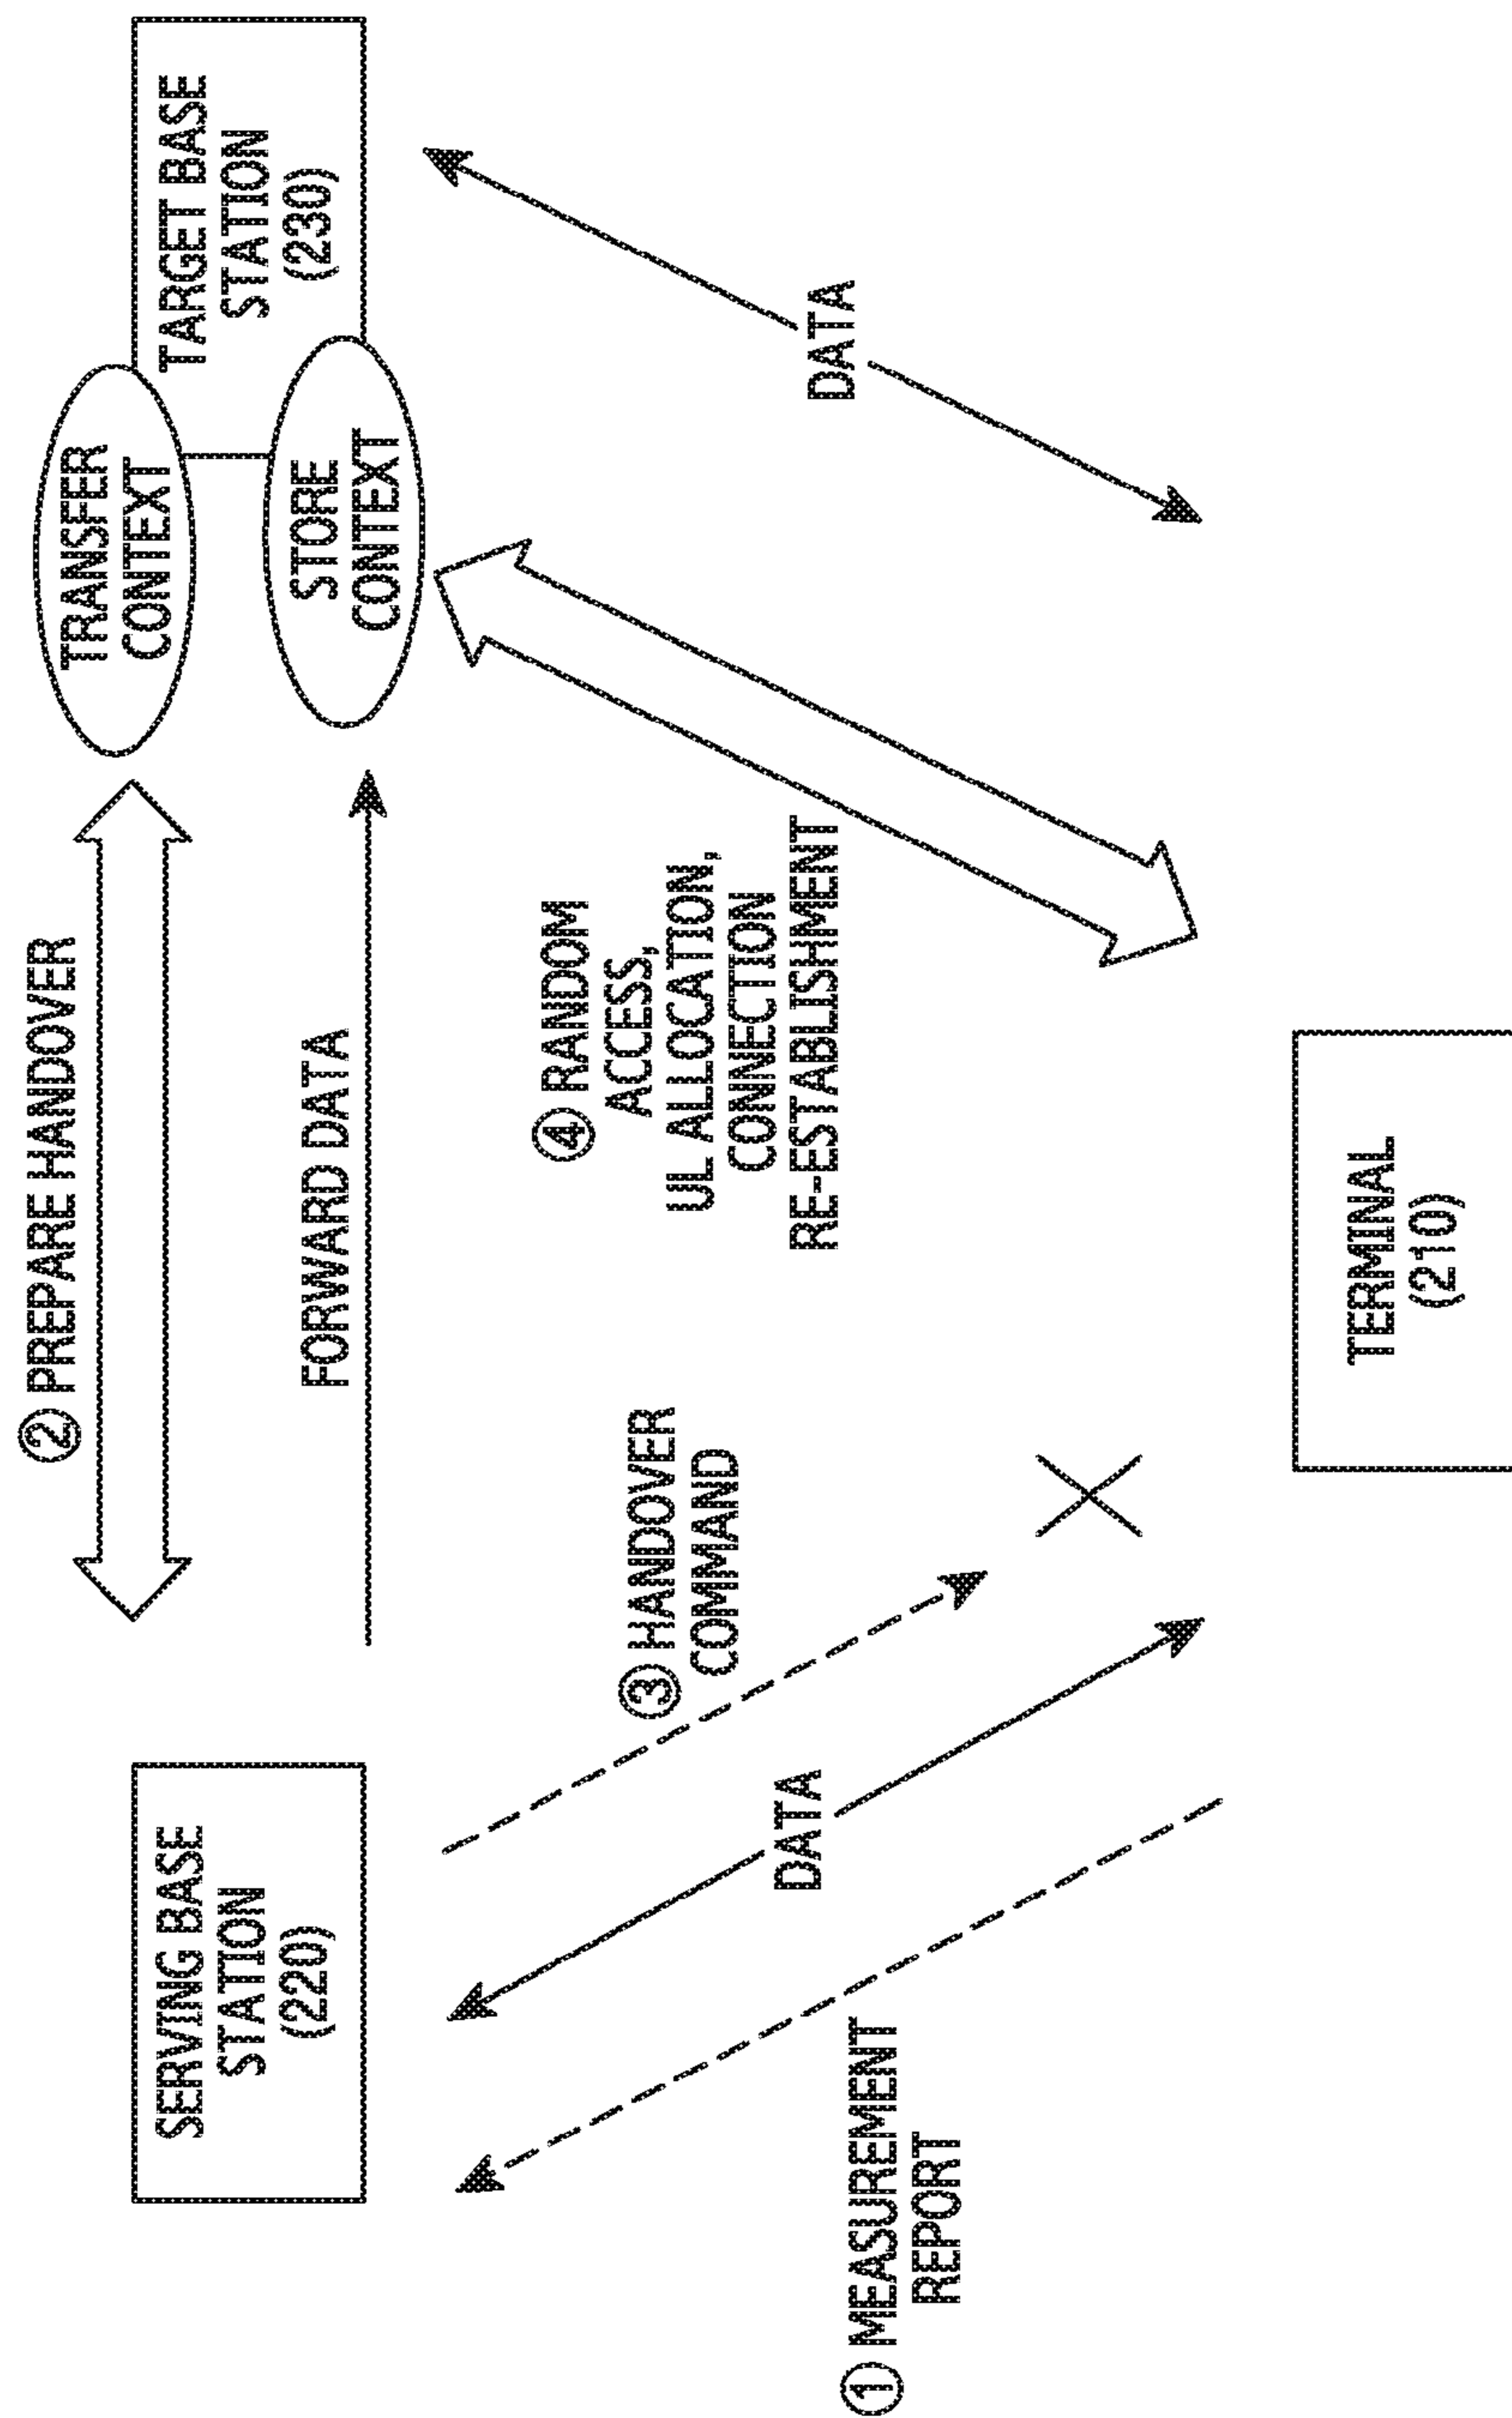 ② PREPARE HANDOVER
TRANSFER
CONTEXT
SERVING BASE
STATION
(220)
TARGET BASE
STATION
(230)
FORWARD DATA
STORE
CONTEXT
③ HANDOVER
COMMAND
④ RANDOM
ACCESS,
UL ALLOCATION,
CONNECTION
RE-ESTABLISHMENT
DATA
DATA
① MEASUREMENT
REPORT
TERMINAL
(210)